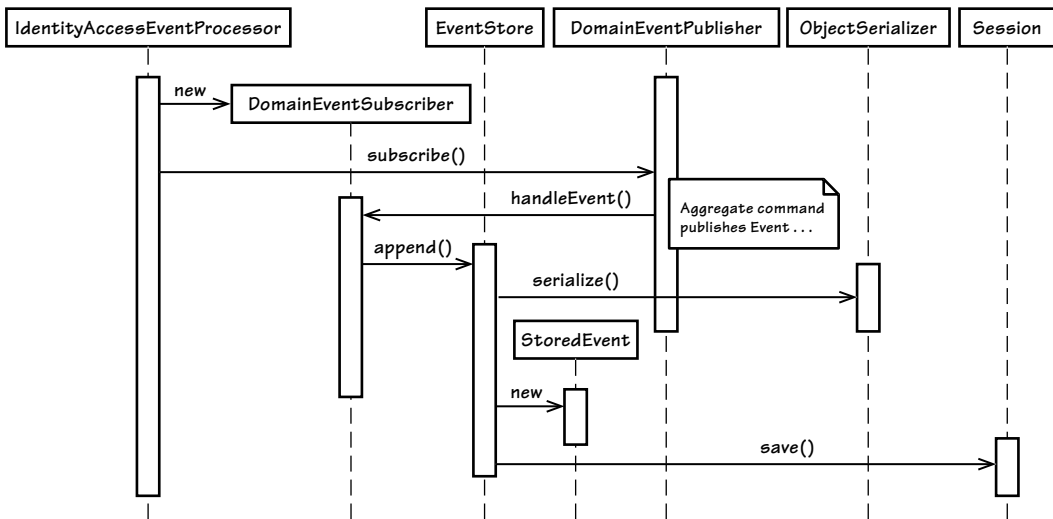 IdentityAccessEventProcessor
EventStore
DomainEventPublisher
ObjectSerializer
Session
new
DomainEventSubscriber
subscribe()
handleEvent()
Aggregate command
publishes Event . . .
append()
serialize()
StoredEvent
new
save()